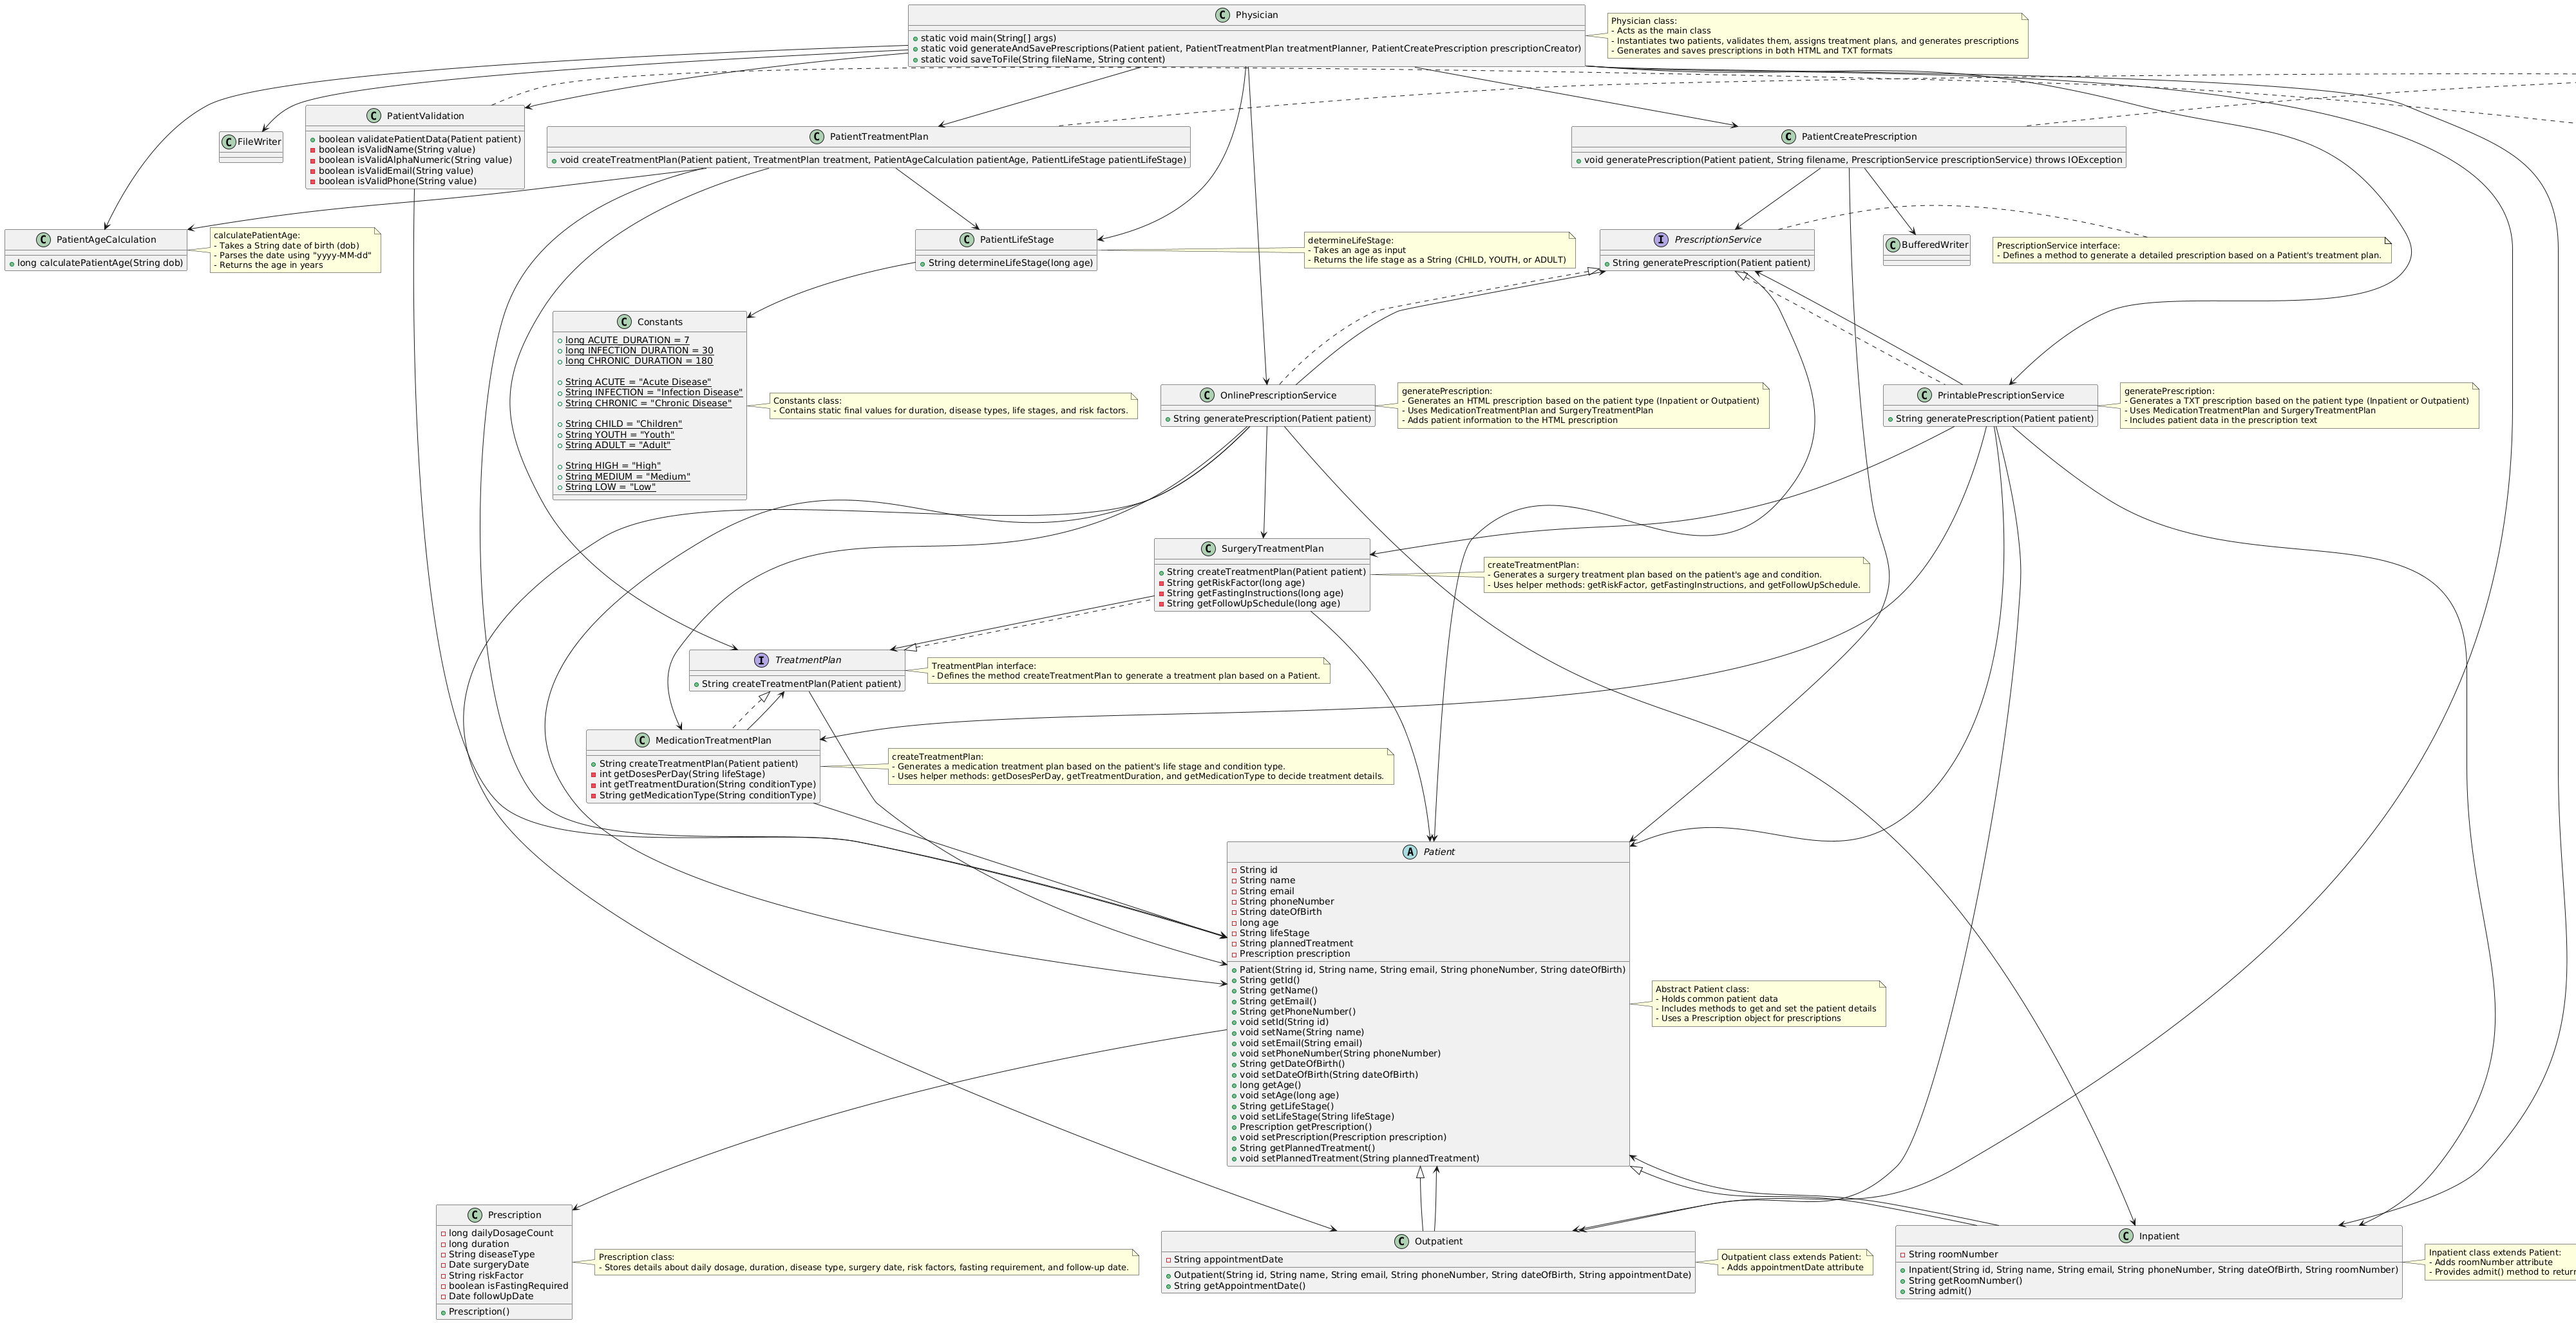 Physician
static void main(String[] args)
static void generateAndSavePrescriptions(Patient patient, PatientTreatmentPlan treatmentPlanner, PatientCreatePrescription prescriptionCreator)
static void saveToFile(String fileName, String content)
Physician class:
- Acts as the main class
- Instantiates two patients, validates them, assigns treatment plans, and generates prescriptions
- Generates and saves prescriptions in both HTML and TXT formats
FileWriter
PatientValidation
boolean validatePatientData(Patient patient)
boolean isValidName(String value)
boolean isValidAlphaNumeric(String value)
boolean isValidEmail(String value)
boolean isValidPhone(String value)
PatientTreatmentPlan
void createTreatmentPlan(Patient patient, TreatmentPlan treatment, PatientAgeCalculation patientAge, PatientLifeStage patientLifeStage)
PatientCreatePrescription
void generatePrescription(Patient patient, String filename, PrescriptionService prescriptionService) throws IOException
PatientAgeCalculation
long calculatePatientAge(String dob)
calculatePatientAge:
- Takes a String date of birth (dob)
- Parses the date using "yyyy-MM-dd"
- Returns the age in years
PatientLifeStage
String determineLifeStage(long age)
determineLifeStage:
- Takes an age as input
- Returns the life stage as a String (CHILD, YOUTH, or ADULT)
PrescriptionService
String generatePrescription(Patient patient)
BufferedWriter
PrescriptionService interface:
- Defines a method to generate a detailed prescription based on a Patient's treatment plan.
Constants
long ACUTE_DURATION = 7
long INFECTION_DURATION = 30
long CHRONIC_DURATION = 180
String ACUTE = "Acute Disease"
String INFECTION = "Infection Disease"
String CHRONIC = "Chronic Disease"
String CHILD = "Children"
String YOUTH = "Youth"
String ADULT = "Adult"
String HIGH = "High"
String MEDIUM = "Medium"
String LOW = "Low"
Constants class:
- Contains static final values for duration, disease types, life stages, and risk factors.
OnlinePrescriptionService
String generatePrescription(Patient patient)
generatePrescription:
- Generates an HTML prescription based on the patient type (Inpatient or Outpatient)
- Uses MedicationTreatmentPlan and SurgeryTreatmentPlan
- Adds patient information to the HTML prescription
PrintablePrescriptionService
String generatePrescription(Patient patient)
generatePrescription:
- Generates a TXT prescription based on the patient type (Inpatient or Outpatient)
- Uses MedicationTreatmentPlan and SurgeryTreatmentPlan
- Includes patient data in the prescription text
SurgeryTreatmentPlan
String createTreatmentPlan(Patient patient)
String getRiskFactor(long age)
String getFastingInstructions(long age)
String getFollowUpSchedule(long age)
createTreatmentPlan:
- Generates a surgery treatment plan based on the patient's age and condition.
- Uses helper methods: getRiskFactor, getFastingInstructions, and getFollowUpSchedule.
TreatmentPlan
String createTreatmentPlan(Patient patient)
TreatmentPlan interface:
- Defines the method createTreatmentPlan to generate a treatment plan based on a Patient.
MedicationTreatmentPlan
String createTreatmentPlan(Patient patient)
int getDosesPerDay(String lifeStage)
int getTreatmentDuration(String conditionType)
String getMedicationType(String conditionType)
createTreatmentPlan:
- Generates a medication treatment plan based on the patient's life stage and condition type.
- Uses helper methods: getDosesPerDay, getTreatmentDuration, and getMedicationType to decide treatment details.
Patient
String id
String name
String email
String phoneNumber
String dateOfBirth
long age
String lifeStage
String plannedTreatment
Prescription prescription
Patient(String id, String name, String email, String phoneNumber, String dateOfBirth)
String getId()
String getName()
String getEmail()
String getPhoneNumber()
void setId(String id)
void setName(String name)
void setEmail(String email)
void setPhoneNumber(String phoneNumber)
String getDateOfBirth()
void setDateOfBirth(String dateOfBirth)
long getAge()
void setAge(long age)
String getLifeStage()
void setLifeStage(String lifeStage)
Prescription getPrescription()
void setPrescription(Prescription prescription)
String getPlannedTreatment()
void setPlannedTreatment(String plannedTreatment)
Abstract Patient class:
- Holds common patient data
- Includes methods to get and set the patient details
- Uses a Prescription object for prescriptions
Prescription
long dailyDosageCount
long duration
String diseaseType
Date surgeryDate
String riskFactor
boolean isFastingRequired
Date followUpDate
Prescription()
Prescription class:
- Stores details about daily dosage, duration, disease type, surgery date, risk factors, fasting requirement, and follow-up date.
Outpatient
String appointmentDate
Outpatient(String id, String name, String email, String phoneNumber, String dateOfBirth, String appointmentDate)
String getAppointmentDate()
Outpatient class extends Patient:
- Adds appointmentDate attribute
Inpatient
String roomNumber
Inpatient(String id, String name, String email, String phoneNumber, String dateOfBirth, String roomNumber)
String getRoomNumber()
String admit()
Inpatient class extends Patient:
- Adds roomNumber attribute
- Provides admit() method to return